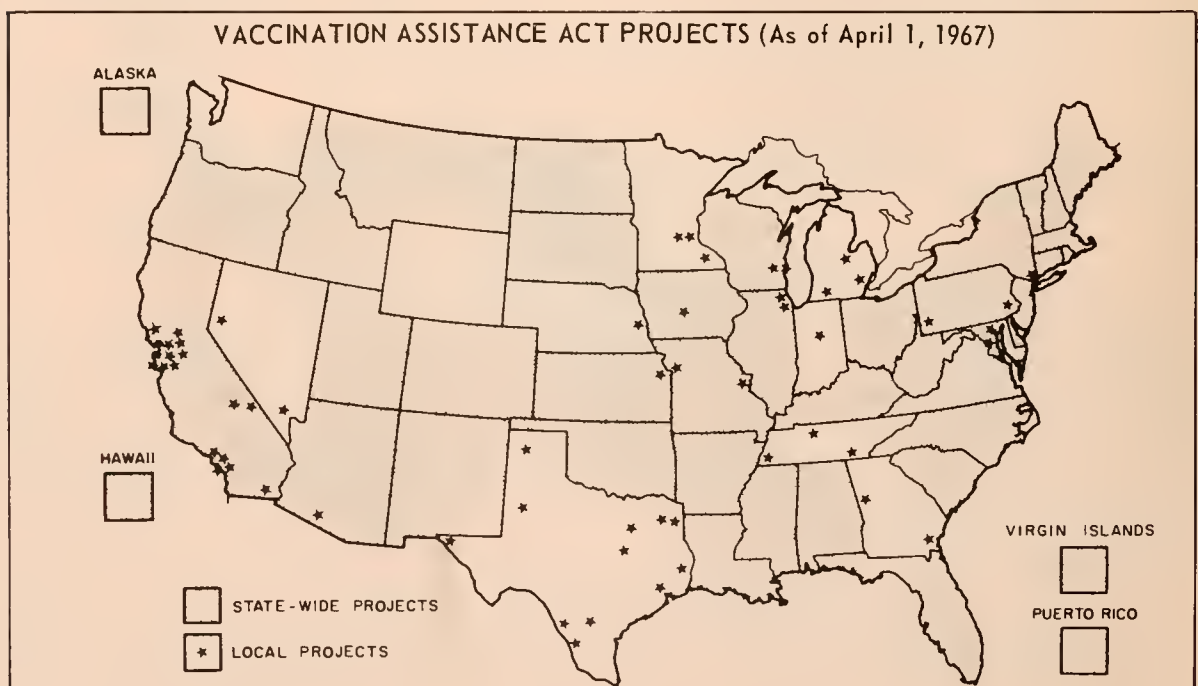 VACCINATION ASSISTANCE ACT PROJECTS (As of April 1, 1967)
ALASKA
HAWAII
VIRGIN ISLANDS
PUERTO RICO
STATE-WIDE PROJECTS
LOCAL PROJECTS